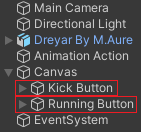 Main Camera
Directional Light
Dreyar By M.Aure
Animation Action
Canvas
Kick Button
Running Button
EventSystem